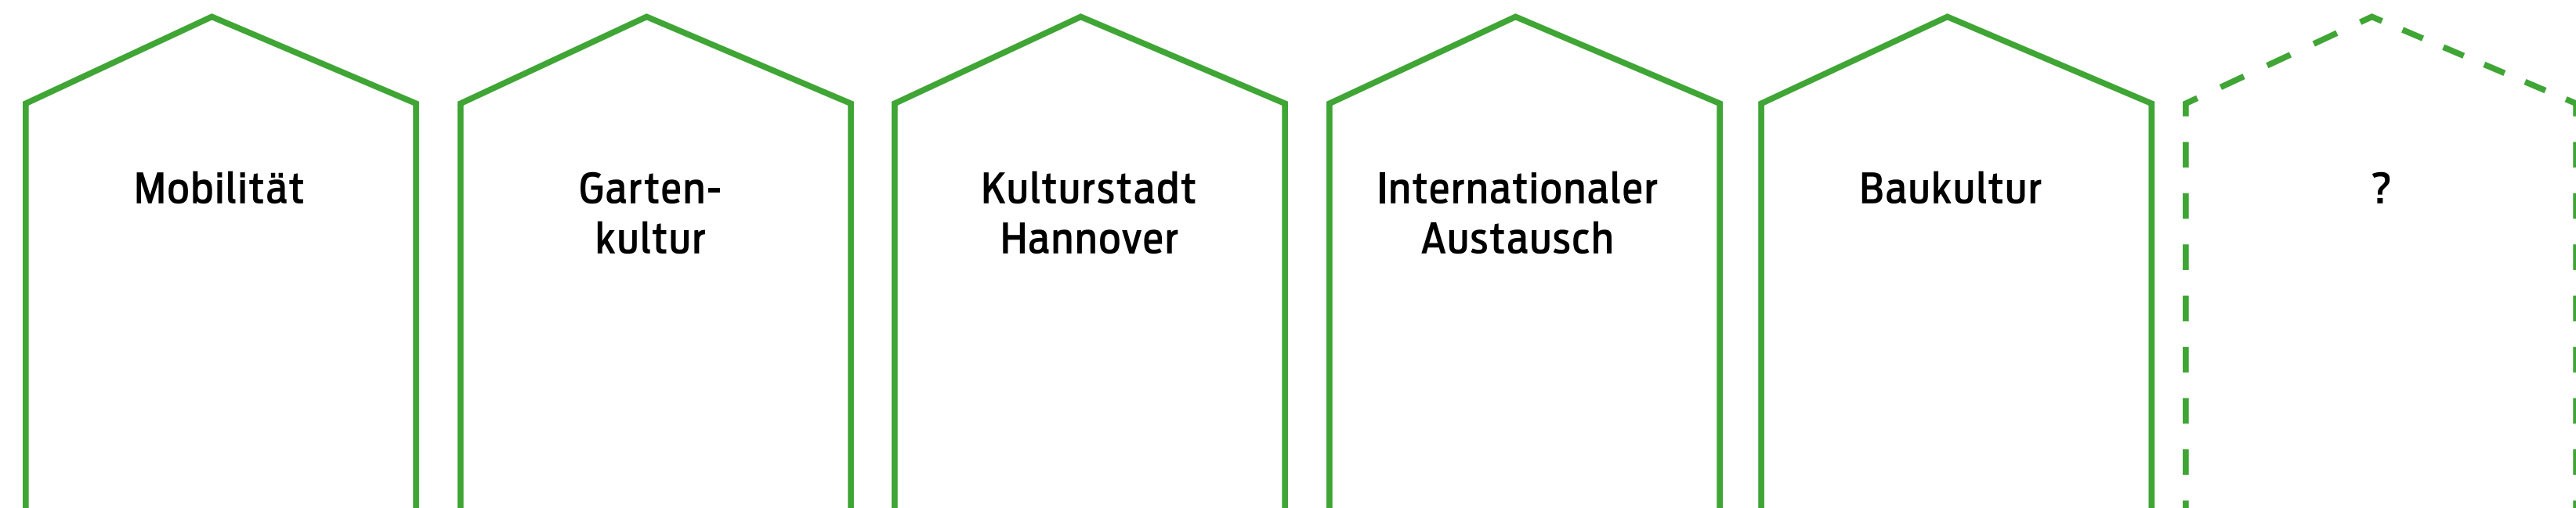 Mobilität
Garten-
kultur
Kulturstadt
Hannover
Internationaler
Austausch
Baukultur
?